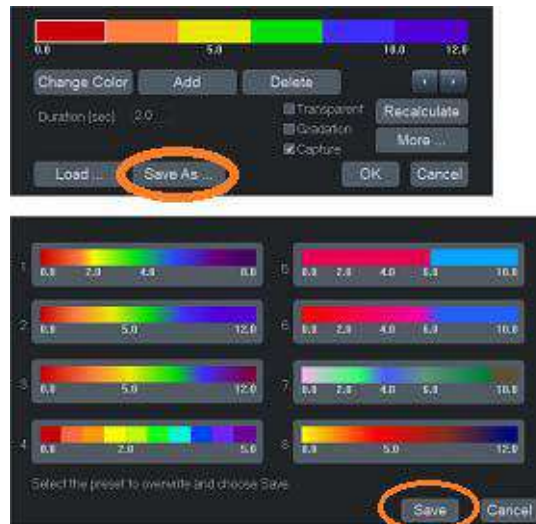 0.0 5.0 10.0 12.0
Change Color Add Delete
Duration [sec] 2.0
Transparent
Recalculate
Gradation
More ...
Capture
Load ... Save As ... OK Cancel
1 0.0 2.0 4.0 8.0
5 0.0 2.0 4.0 6.0 10.0
2 0.0 5.0 12.0
6 0.0 2.0 4.0 6.0 10.0
3 0.0 5.0 12.0
7 0.0 2.0 4.0 6.0 10.0
4 0.0 2.0 5.0
8 0.0 5.0 12.0
Select the preset to overwrite and choose Save.
Save Cancel